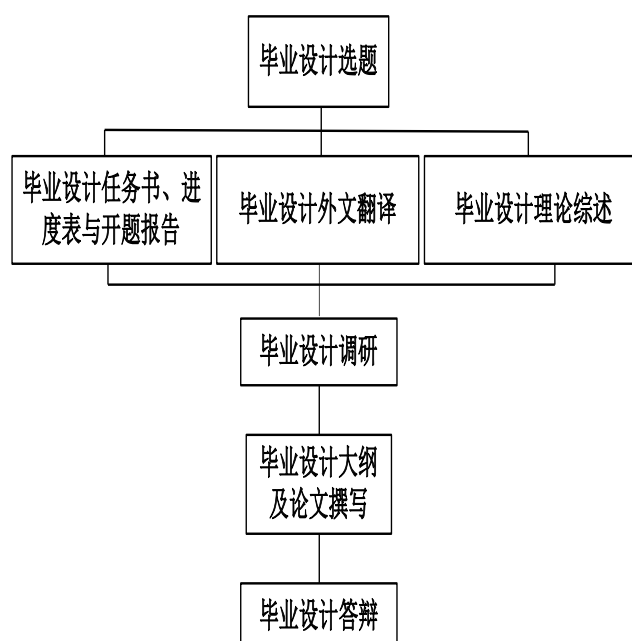 毕业设计选题
毕业设计任务书、进
度表与开题报告
毕业设计外文翻译
毕业设计理论综述
毕业设计调研
毕业设计大纲
及论文撰写
毕业设计答辩